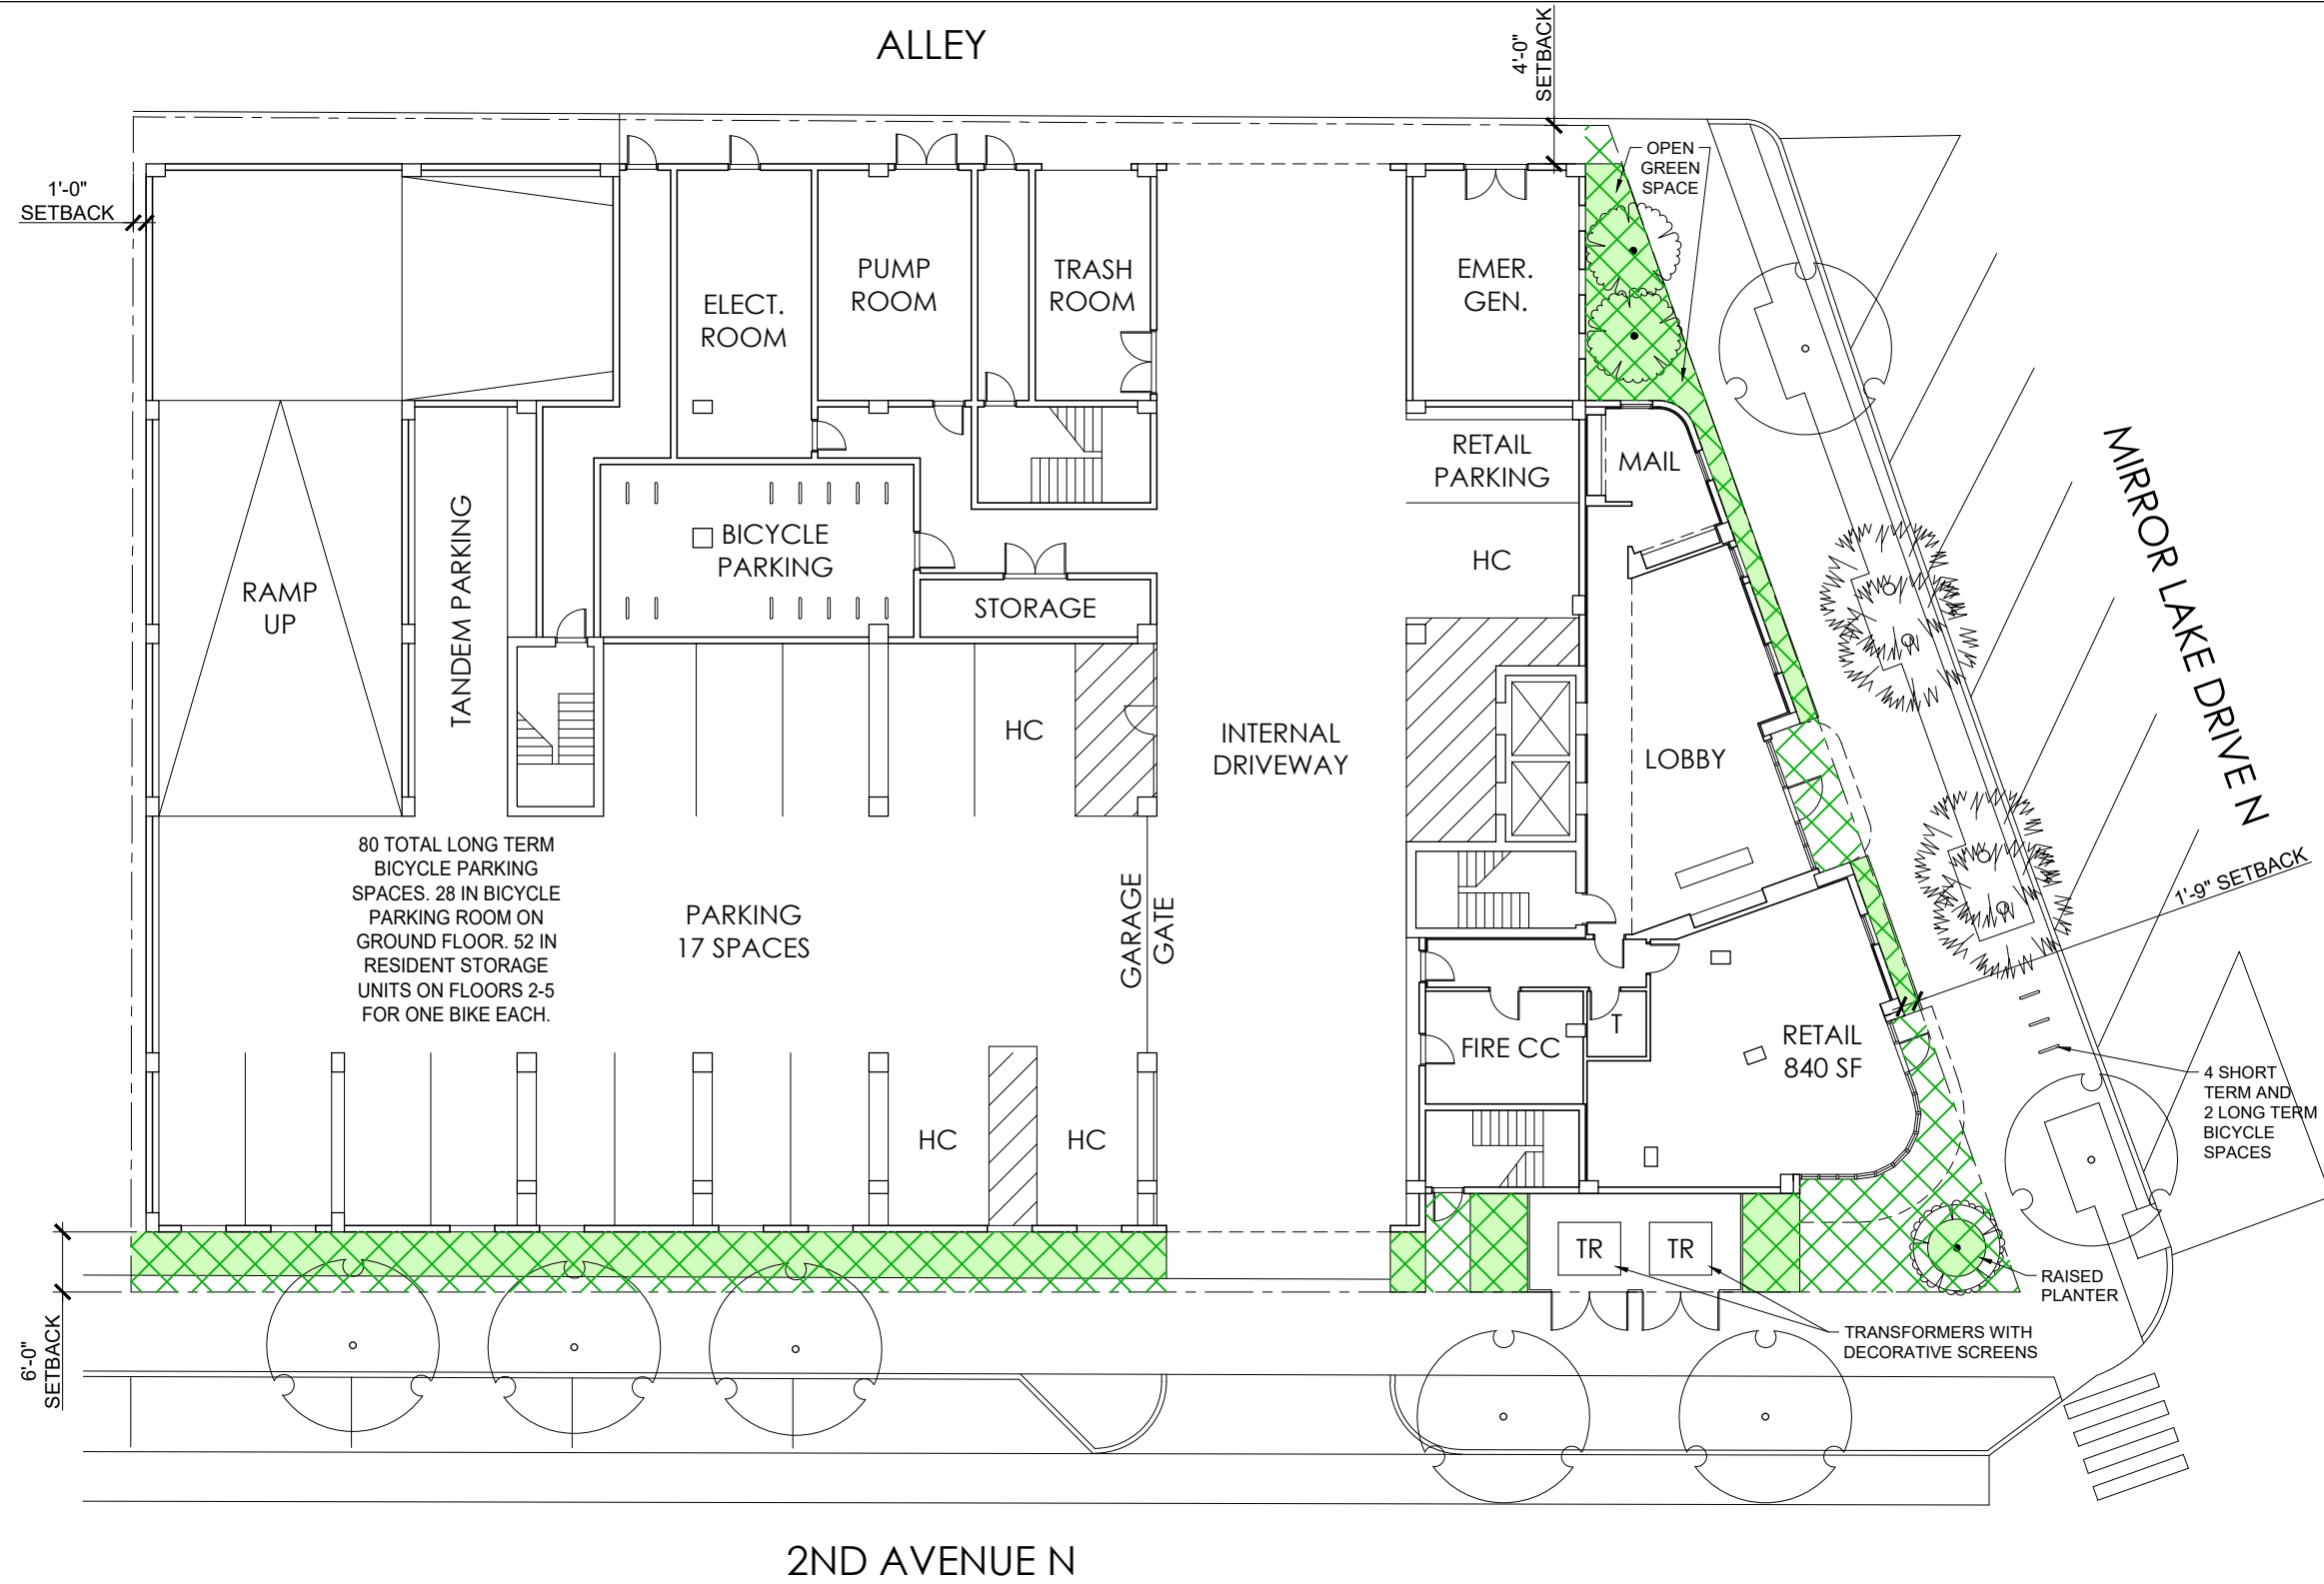 ALLEY
4'-0"
SETBACK
1'-0"
SETBACK
OPEN
GREEN
SPACE
PUMP
ROOM
TRASH
ROOM
EMER.
GEN.
ELECT.
ROOM
RETAIL
PARKING
MAIL
MIRROR LAKE DRIVE N
TANDEM PARKING
BICYCLE
PARKING
HC
RAMP
UP
STORAGE
HC
INTERNAL
DRIVEWAY
LOBBY
80 TOTAL LONG TERM
BICYCLE PARKING
SPACES. 28 IN BICYCLE
PARKING ROOM ON
GROUND FLOOR. 52 IN
RESIDENT STORAGE
UNITS ON FLOORS 2-5
FOR ONE BIKE EACH.
PARKING
17 SPACES
GARAGE
GATE
1'-9" SETBACK
T
FIRE CC
RETAIL
840 SF
4 SHORT
TERM AND
2 LONG TERM
BICYCLE
SPACES
HC
HC
TR
TR
RAISED
PLANTER
TRANSFORMERS WITH
DECORATIVE SCREENS
6'-0"
SETBACK
2ND AVENUE N